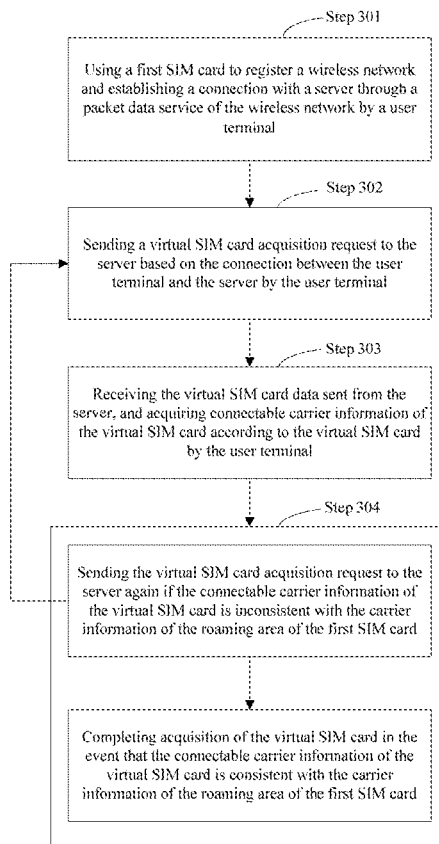 Step 301
Using a first SIM card to register a wireless network
and establishing a connection with a server through a
packet data service of the wireless network by a user
terminal
Step 302
Sending a virtual SIM card acquisition request to the
server based on the connection between the user
terminal and the server by the user terminal
Step 303
Receiving the virtual SIM card data sent from the
server, and acquiring connectable carrier information of
the virtual SIM card according to the virtual SIM card
by the user terminal
Step 304
Sending the virtual SIM card acquisition request to the
server again if the connectable carrier information of
the virtual SIM card is inconsistent with the carrier
information of the roaming area of the first SIM card
Completing acquisition of the virtual SIM card in the
event that the connectable carrier information of the
virtual SIM card is consistent with the carrier
information of the roaming area of the first SIM card